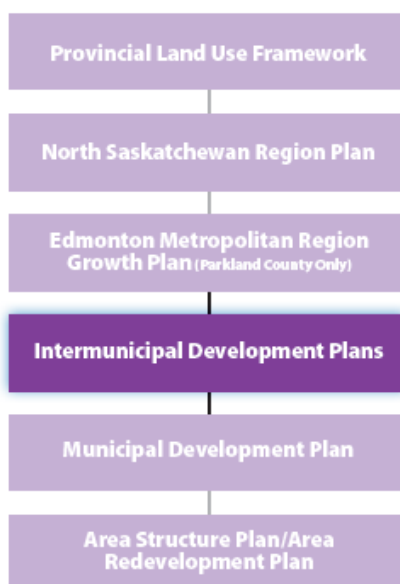 Provincial Land Use Framework
North Saskatchewan Region Plan
Edmonton Metropolitan Region
Growth Plan (Parkland County Only)
Intermunicipal Development Plans
Municipal Development Plan
Area Structure Plan/Area
Redevelopment Plan